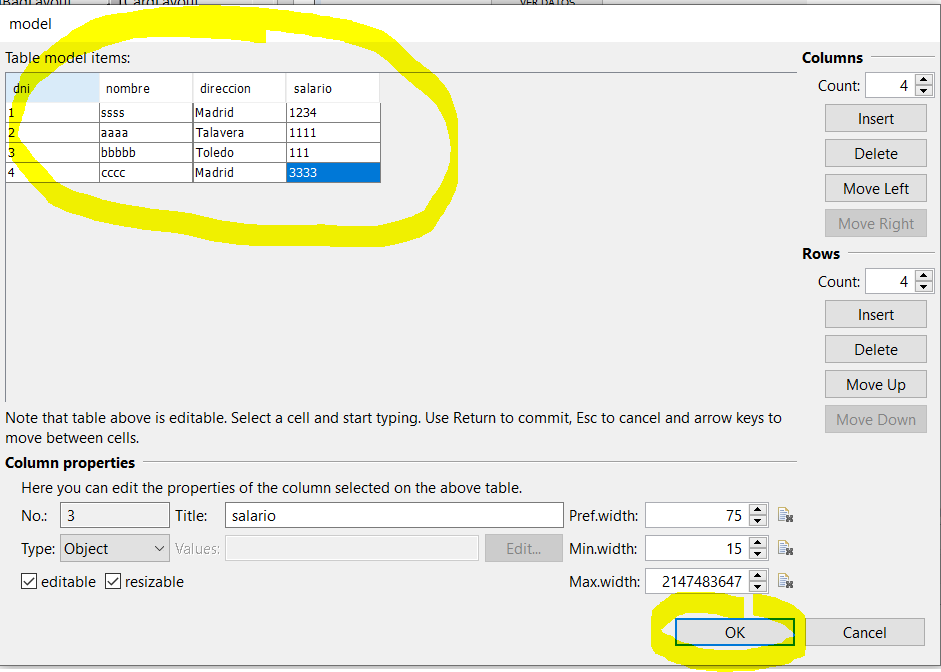 VER DATOS
model
Table model items:
dni nombre direccion salario
1 ssss Madrid 1234
2 aaaa Talavera 1111
3 bbbbb Toledo 111
4 cccc Madrid 3333
Columns
Count: 4
Insert
Delete
Move Left
Move Right
Rows
Count: 4
Insert
Delete
Move Up
Move Down
Note that table above is editable. Select a cell and start typing. Use Return to commit, Esc to cancel and arrow keys to
move between cells.
Column properties
Here you can edit the properties of the column selected on the above table.
No.: 3 Title: salario Pref.width: 75
Type: Object Values: Edit... Min.width: 15
editable resizable Max.width: 2147483647
OK Cancel